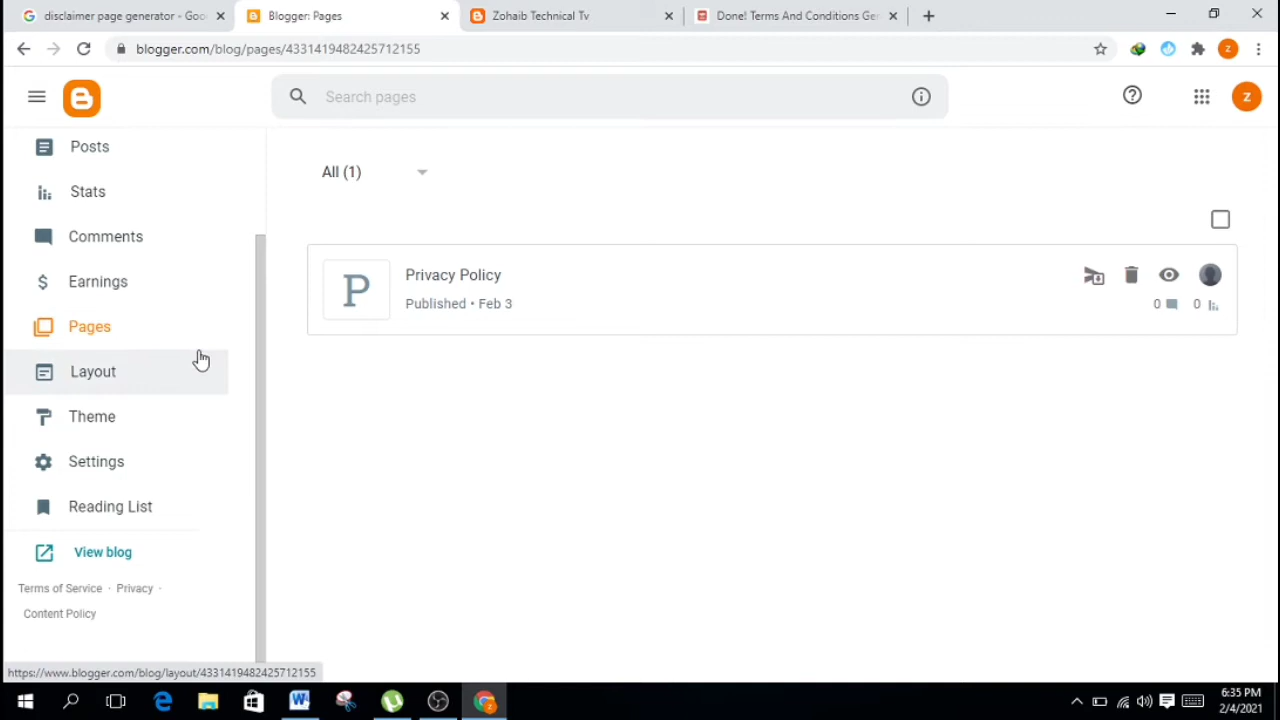 disclaimer page generator - Goo
Blogger: Pages
Zohaib Technical Tv
Done! Terms And Conditions Ger
blogger.com/blog/pages/4331419482425712155
z
Search pages
z
Posts
Stats
Comments
Earnings
Pages
Layout
Theme
Settings
Reading List
View blog
Terms of Service · Privacy ·
Content Policy
All (1)
P
Privacy Policy
Published • Feb 3
0
0
https://www.blogger.com/blog/layout/4331419482425712155
6:35 PM
2/4/2021